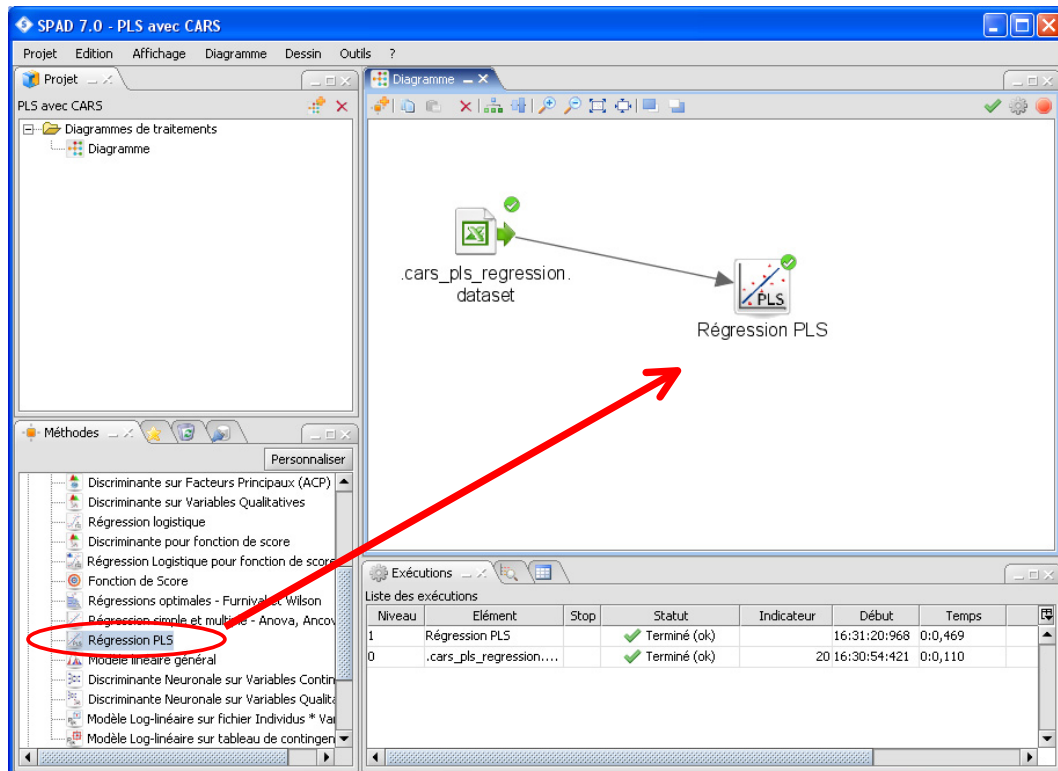 SPAD 7.0 - PLS avec CARS
Projet Edition Affichage Diagramme Dessin Outils ?
Projet
PLS avec CARS
Diagrammes de traitements
Diagramme
Diagramme
.cars_pls_regression.
dataset
PLS
Régression PLS
Méthodes
Personnaliser
Discriminante sur Facteurs Principaux (ACP)
Discriminante sur Variables Qualitatives
Régression logistique
Discriminante pour fonction de score
Régression Logistique pour fonction de score
Fonction de Score
Régressions optimales - Furnival et Wilson
Régression simple et multiple - Anova, Ancov
Régression PLS
Modèle linéaire général
Discriminante Neuronale sur Variables Contin
Discriminante Neuronale sur Variables Qualita
Modèle Log-linéaire sur fichier Individus * Var
Modèle Log-linéaire sur tableau de contingen
Exécutions
Liste des exécutions
Niveau Elément Stop Statut Indicateur Début Temps
1 Régression PLS Terminé (ok) 16:31:20:968 0:0,469
0 .cars_pls_regression.... Terminé (ok) 20 16:30:54:421 0:0,110